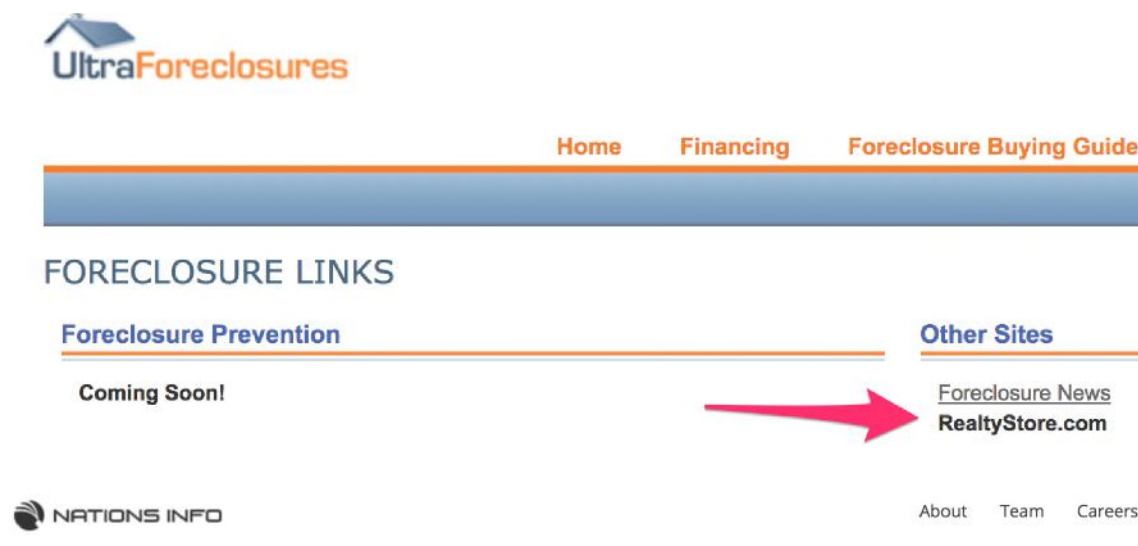 UltraForeclosures
Home Financing Foreclosure Buying Guide
FORECLOSURE LINKS
Foreclosure Prevention
Coming Soon!
Other Sites
Foreclosure News
RealtyStore.com
NATIONS INFO
About Team Careers